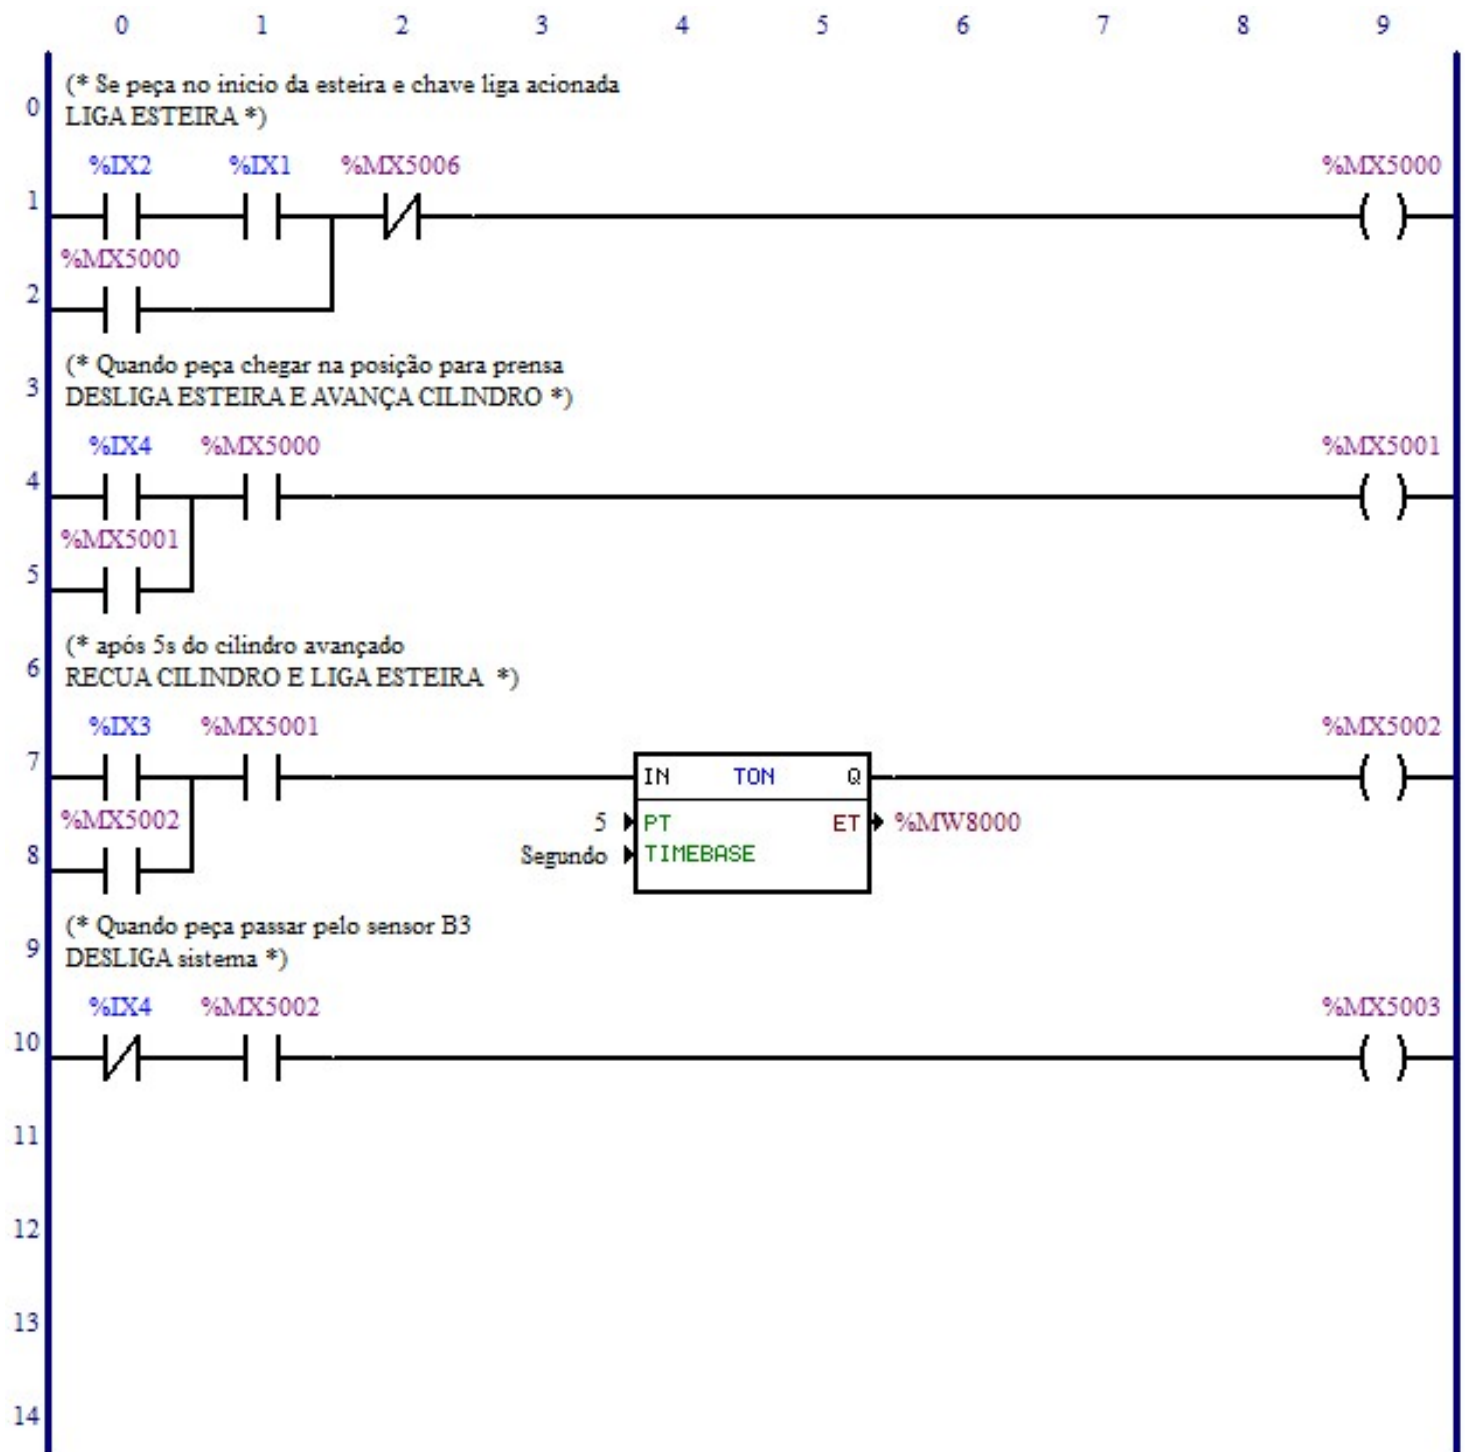 0 1 2 3 4 5 6 7 8 9
0
(* Se peça no inicio da esteira e chave liga acionada
LIGA ESTEIRA *)
%IX2 %IX1 %MX5006 %MX5000
1
%MX5000
2
3
(* Quando peça chegar na posição para prensa
DESLIGA ESTEIRA E AVANÇA CILINDRO *)
%IX4 %MX5000 %MX5001
4
%MX5001
5
6
(* após 5s do cilindro avançado
RECUA CILINDRO E LIGA ESTEIRA *)
%IX3 %MX5001 %MX5002
7 IN TON Q
%MX5002 5 PT ET %MW8000
8 Segundo TIMEBASE
9
(* Quando peça passar pelo sensor B3
DESLIGA sistema *)
%IX4 %MX5002 %MX5003
10
11
12
13
14